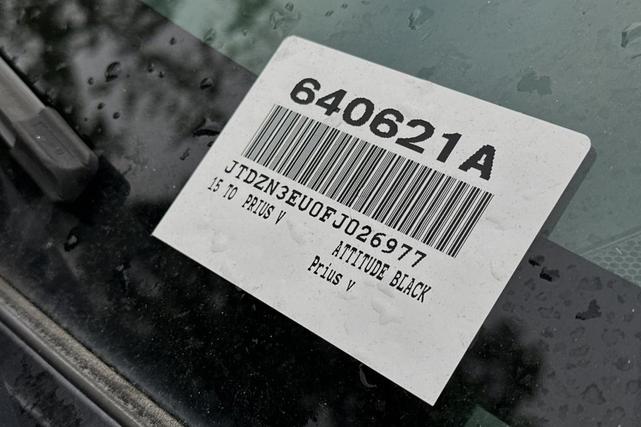 640621A
JTDZN3EU0FJ026977
15 TO PRIUS V
ATTITUDE BLACK
Prius v